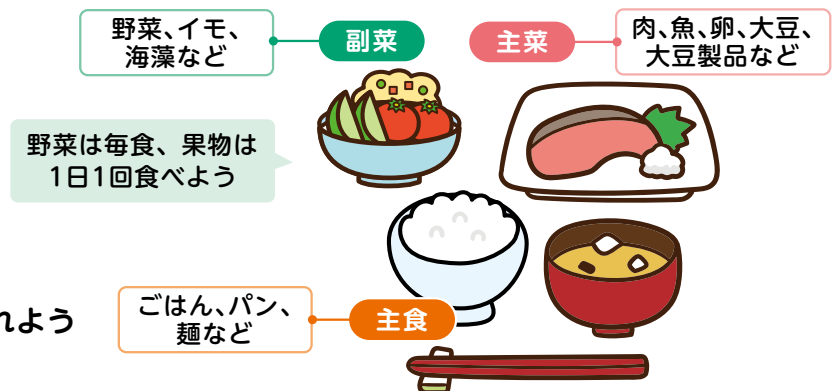 野菜、イモ、
海藻など
副菜
主菜
肉、魚、卵、大豆、
大豆製品など
野菜は毎食、果物は
1日1回食べよう
れよう
ごはん、パン、
麺など
主食